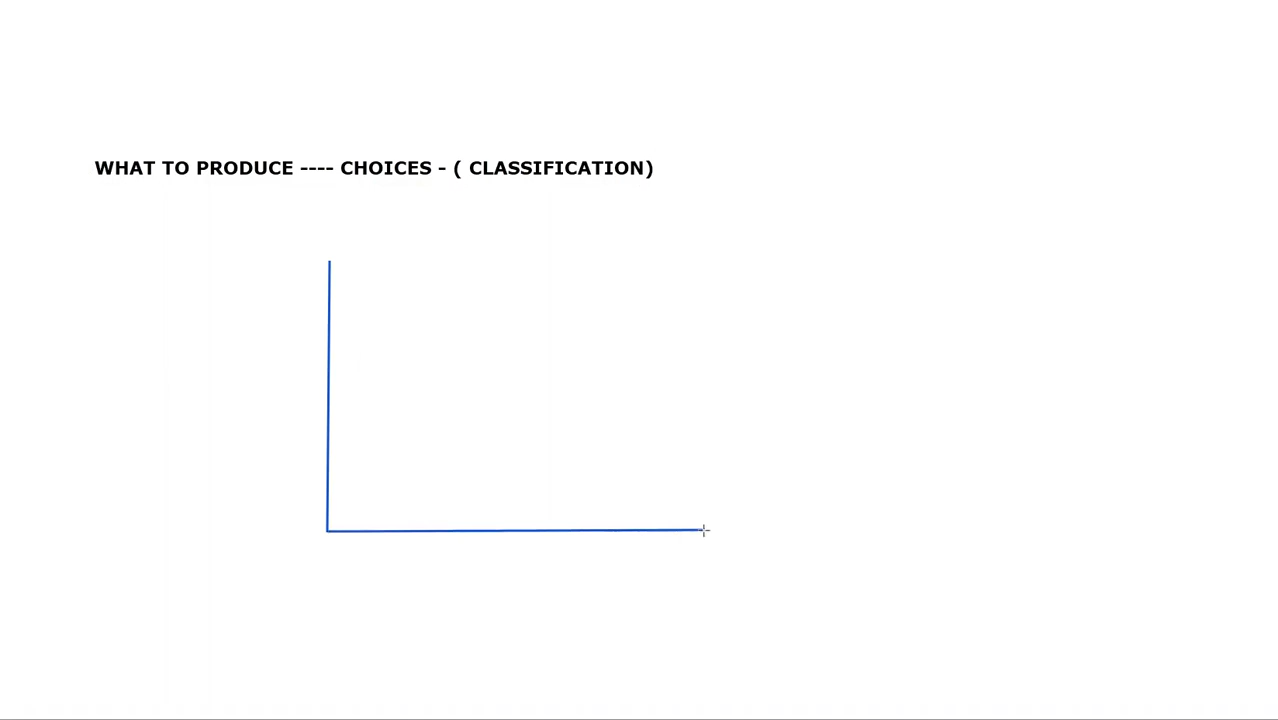 WHAT TO PRODUCE ---- CHOICES - ( CLASSIFICATION)